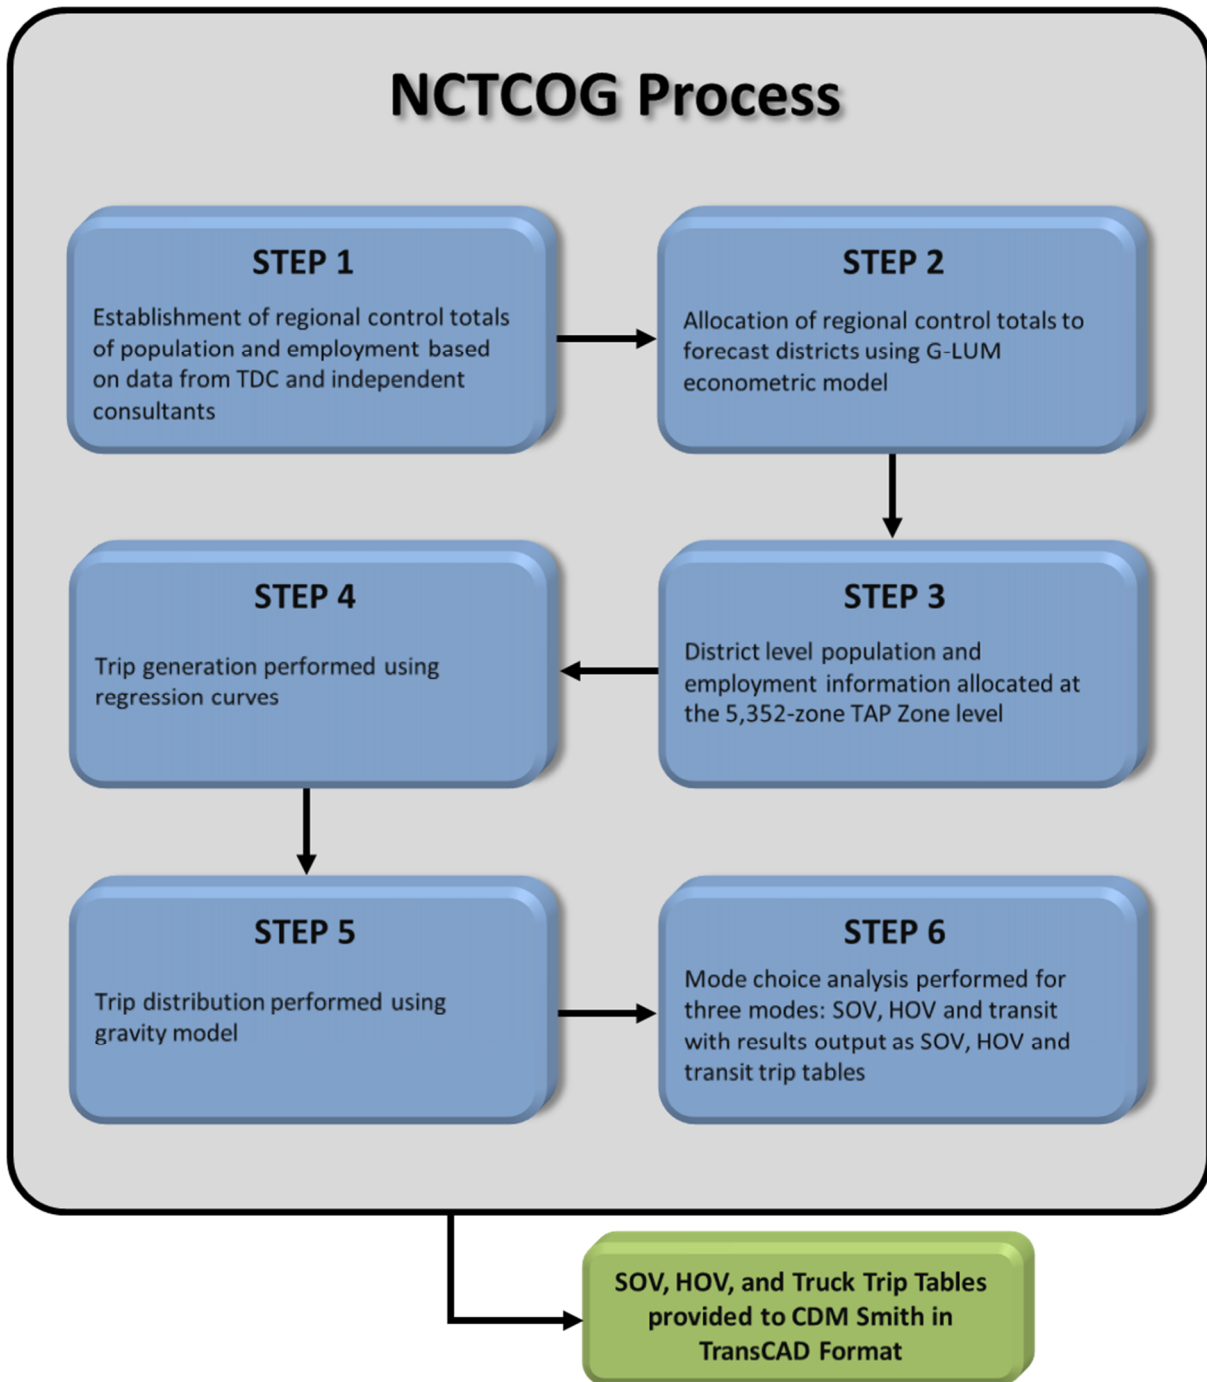 NCTCOG Process
STEP 1
Establishment of regional control totals
of population and employment based
on data from TDC and independent
consultants
STEP 2
Allocation of regional control totals to
forecast districts using G-LUM
econometric model
STEP 3
District level population and
employment information allocated at
the 5,352-zone TAP Zone level
STEP 4
Trip generation performed using
regression curves
STEP 5
Trip distribution performed using
gravity model
STEP 6
Mode choice analysis performed for
three modes: SOV, HOV and transit
with results output as SOV, HOV and
transit trip tables
SOV, HOV, and Truck Trip Tables
provided to CDM Smith in
TransCAD Format